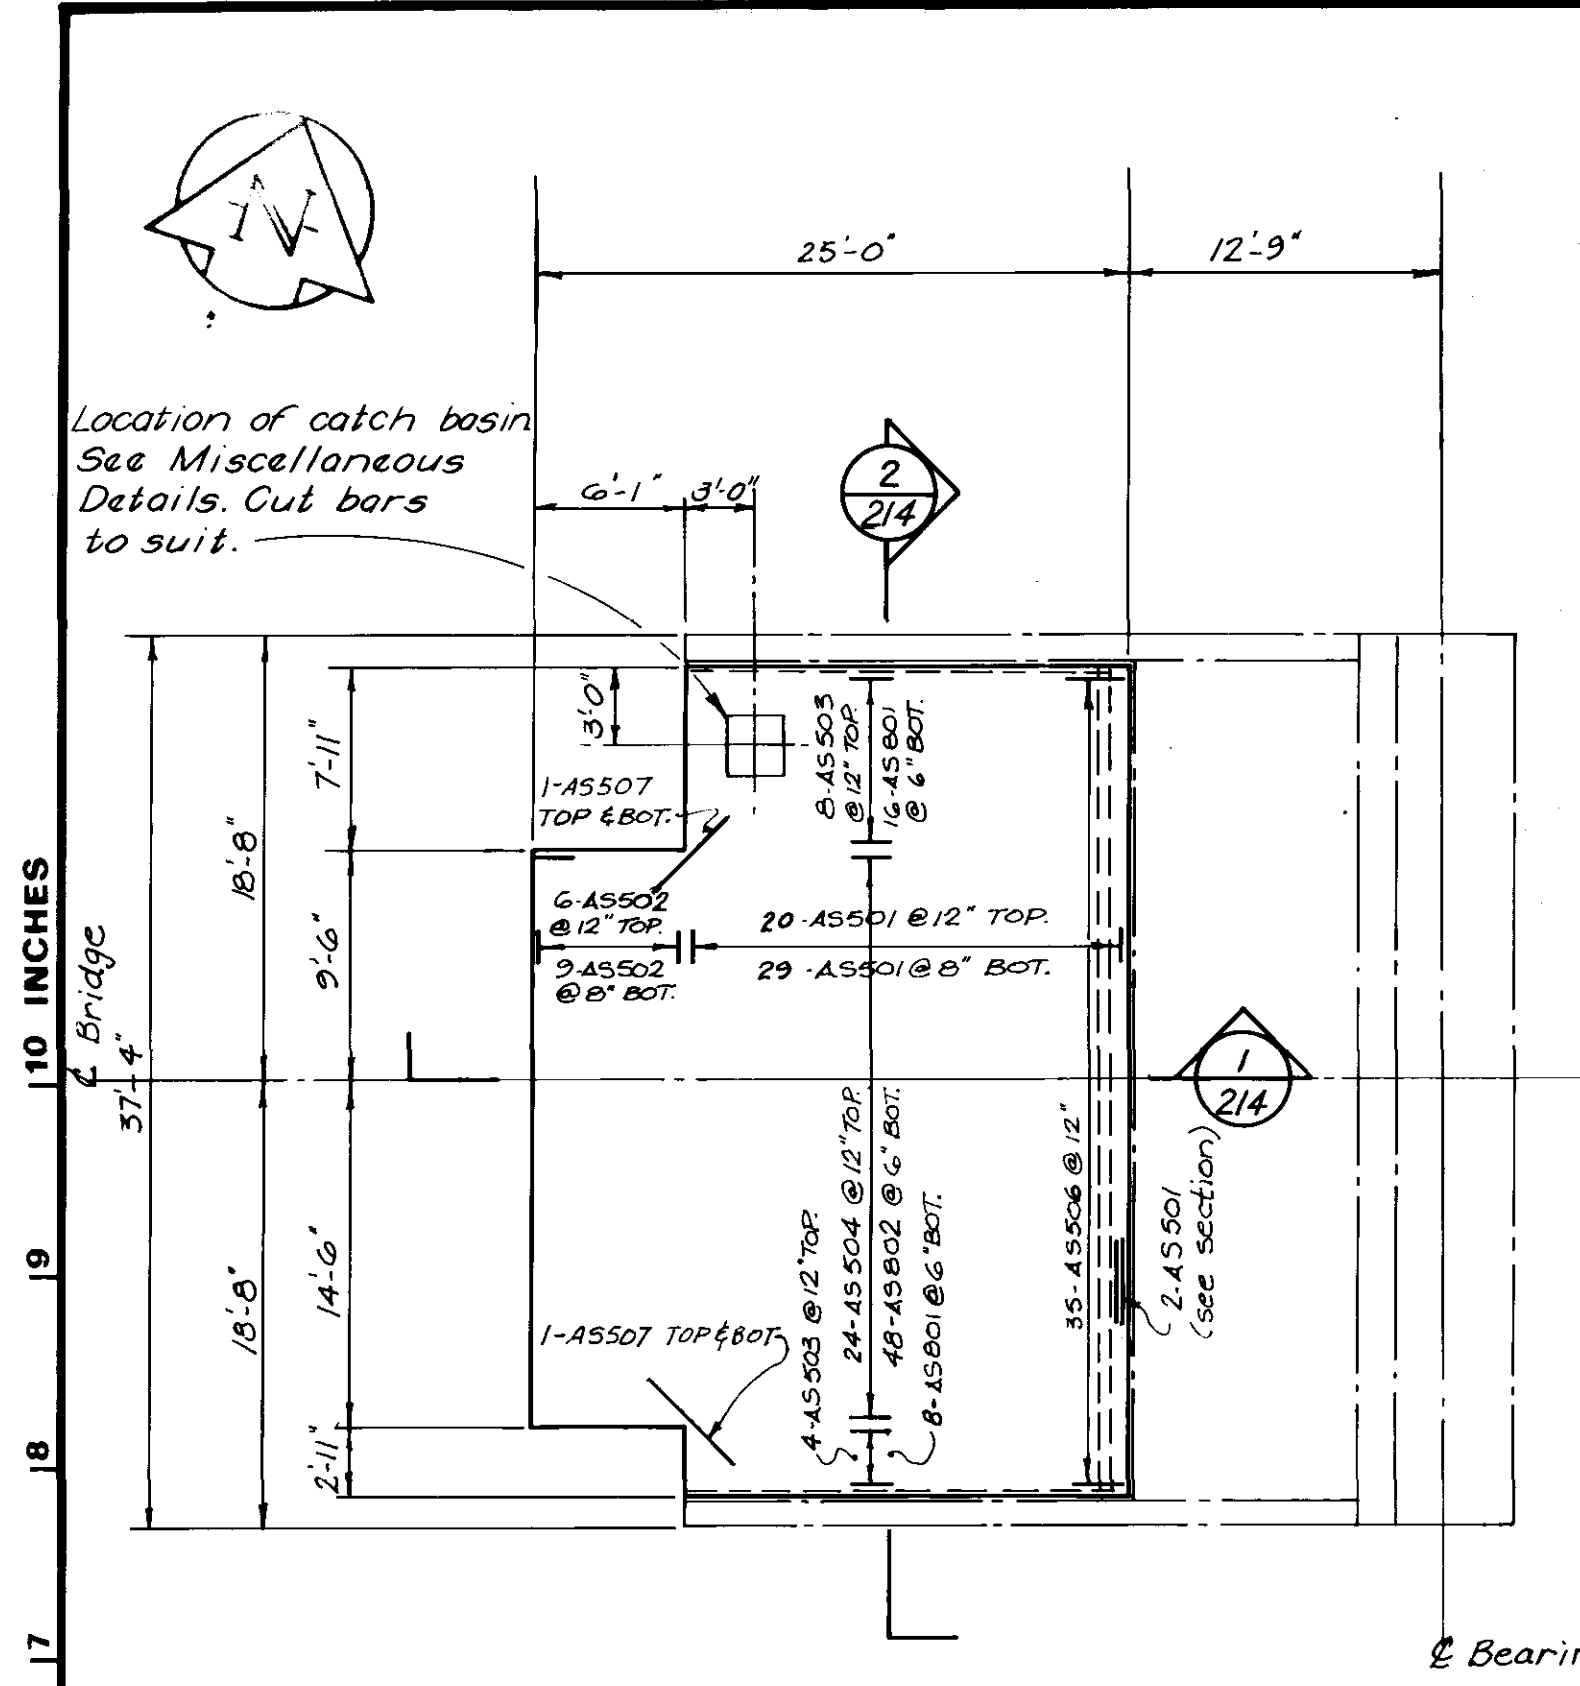 N
25'-0"
12'-9"
Location of catch basin
See Miscellaneous
Details. Cut bars
to suit.
6'-1"
3'-0"
2
214
3'-0"
7'-11"
18'-8"
9'-6"
37'-4"
℄ Bridge
14'-6"
18'-8"
2'-11"
1-AS507
TOP & BOT.
8-AS503
@ 12" TOP.
16-AS801
@ 6" BOT.
6-AS502
@ 12" TOP.
9-AS502
@ 8" BOT.
20-AS501 @ 12" TOP.
29-AS501 @ 8" BOT.
1
214
1-AS507 TOP & BOT.
4-AS503 @ 12" TOP.
24-AS504 @ 12" TOP.
48-AS802 @ 6" BOT.
8-AS801 @ 6" BOT.
35-AS506 @ 12"
2-AS501
(see section)
℄ Bearin
10 INCHES
9
8
7